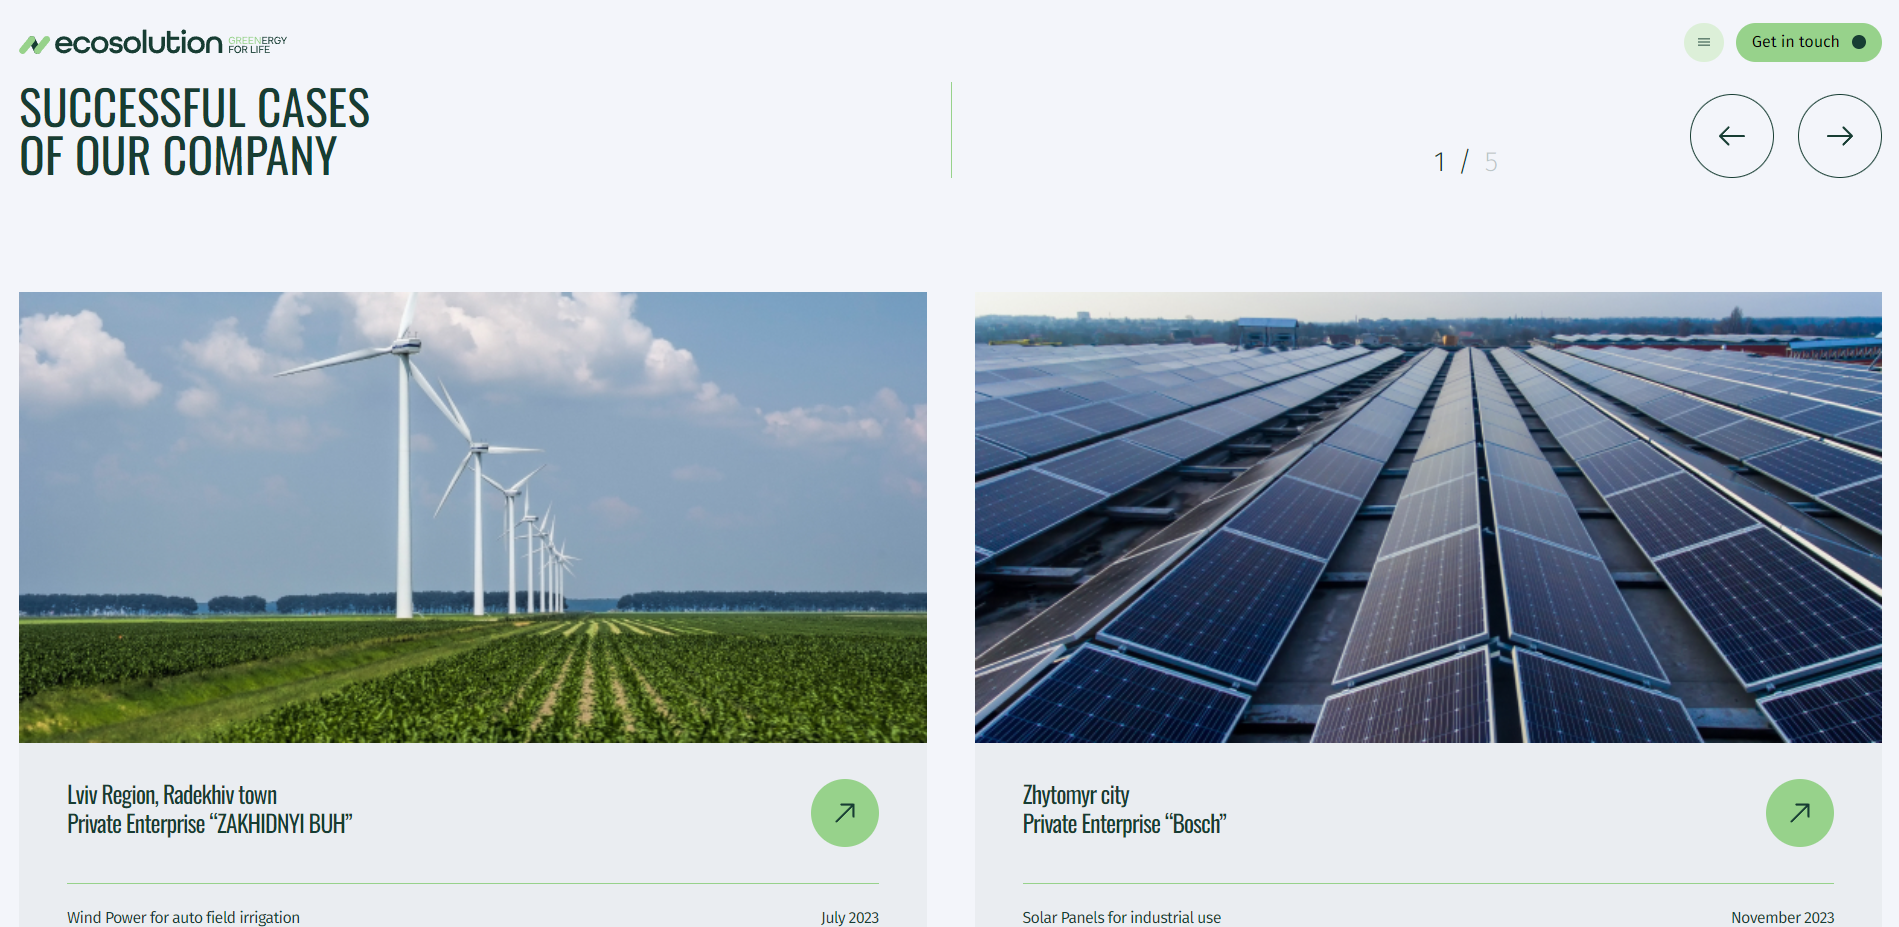 ecosolution GREENERGY
FOR LIFE
Get in touch
SUCCESSFUL CASES
OF OUR COMPANY
1 / 5
Lviv Region, Radekhiv town
Private Enterprise “ZAKHIDNYI BUH”
Wind Power for auto field irrigation July 2023
Zhytomyr city
Private Enterprise “Bosch”
Solar Panels for industrial use November 2023